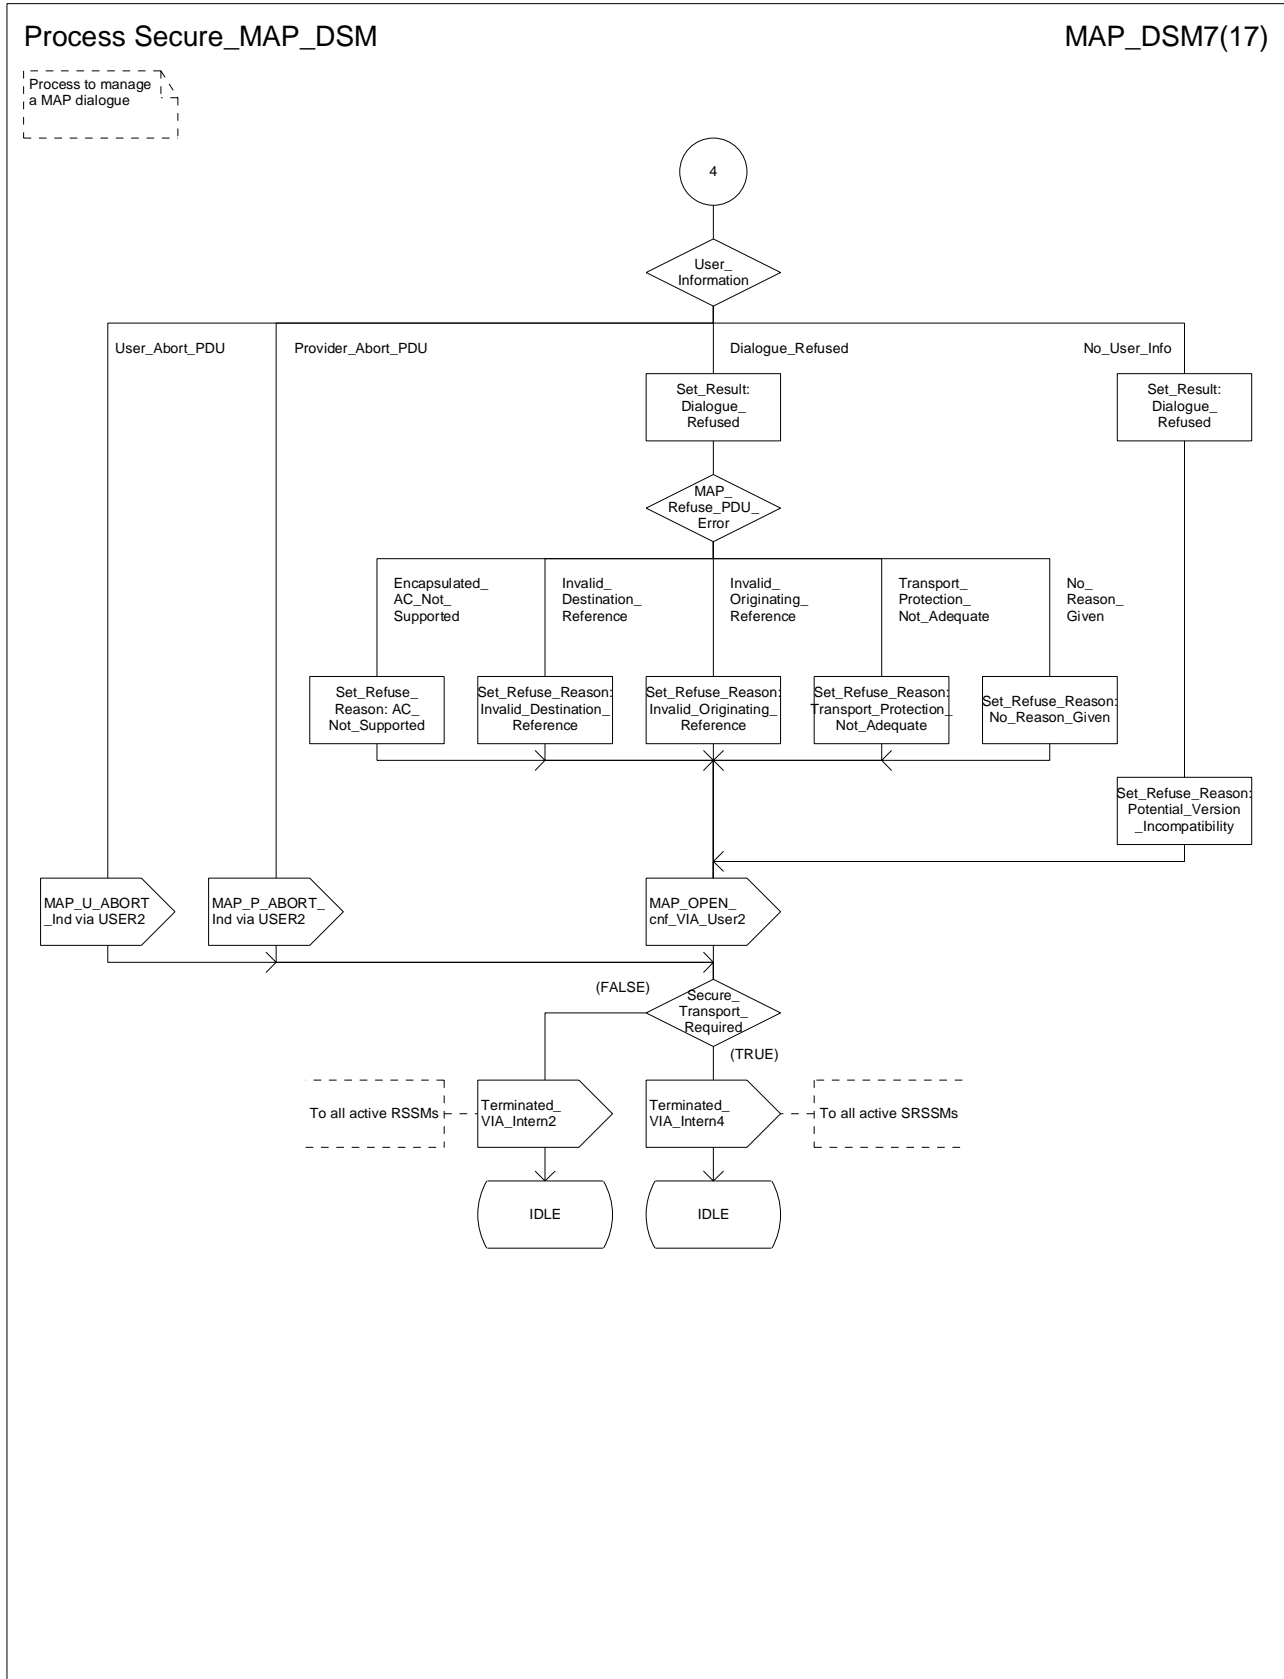 Process Secure_MAP_DSM
MAP_DSM7(17)
Process to manage
a MAP dialogue
4
User_
Information
User_Abort_PDU
Provider_Abort_PDU
Dialogue_Refused
No_User_Info
Set_Result:
Dialogue_
Refused
Set_Result:
Dialogue_
Refused
MAP_
Refuse_PDU_
Error
Encapsulated_
AC_Not_
Supported
Invalid_
Destination_
Reference
Invalid_
Originating_
Reference
Transport_
Protection_
Not_Adequate
No_
Reason_
Given
Set_Refuse_
Reason: AC_
Not_Supported
Set_Refuse_Reason:
Invalid_Destination_
Reference
Set_Refuse_Reason:
Invalid_Originating_
Reference
Set_Refuse_Reason:
Transport_Protection_
Not_Adequate
Set_Refuse_Reason:
No_Reason_Given
Set_Refuse_Reason:
Potential_Version
_Incompatibility
MAP_U_ABORT
_Ind via USER2
MAP_P_ABORT_
Ind via USER2
MAP_OPEN_
cnf_VIA_User2
(FALSE)
Secure_
Transport_
Required
(TRUE)
To all active RSSMs
Terminated_
VIA_Intern2
Terminated_
VIA_Intern4
To all active SRSSMs
IDLE
IDLE